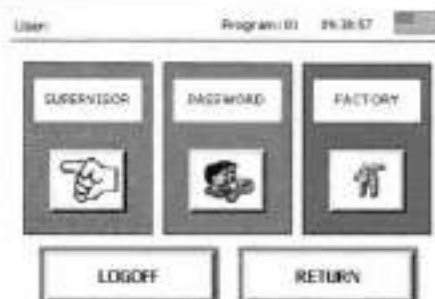 User: Program: 01 09:38:57
SUPERVISOR PASSWORD FACTORY
LOGOFF RETURN